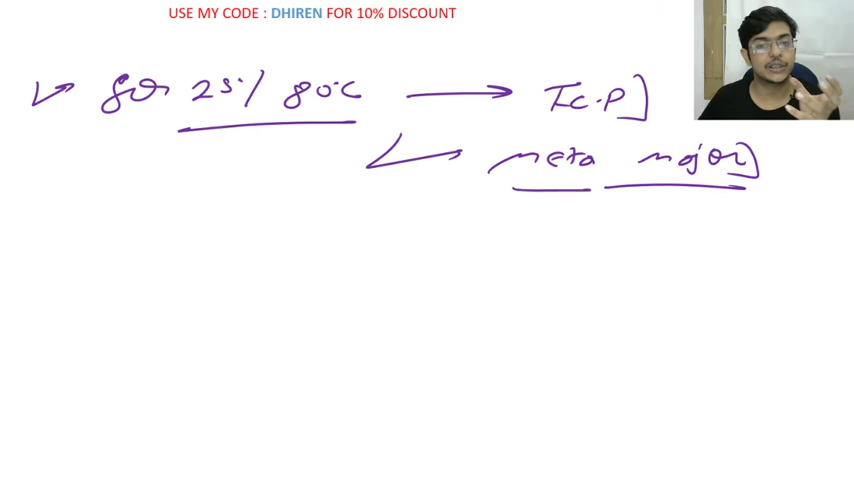 USE MY CODE : DHIREN FOR 10% DISCOUNT
for 25°/ 80°C → T.C.P]
meta major]